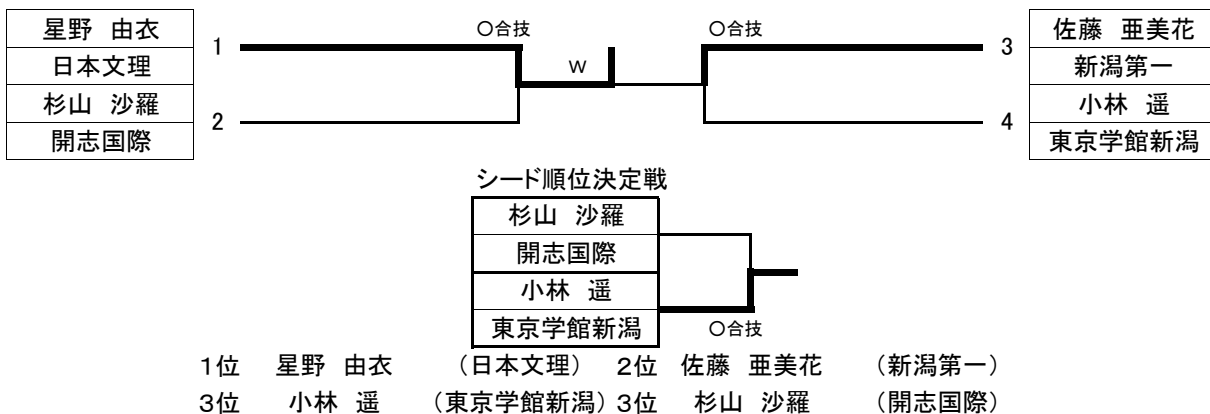 星野 由衣
日本文理
杉山 沙羅
開志国際
1
2
○合技
W
○合技
3
4
佐藤 亜美花
新潟第一
小林 遥
東京学館新潟
シード順位決定戦
杉山 沙羅
開志国際
小林 遥
東京学館新潟
○合技
1位 星野 由衣 (日本文理) 2位 佐藤 亜美花 (新潟第一)
3位 小林 遥 (東京学館新潟) 3位 杉山 沙羅 (開志国際)